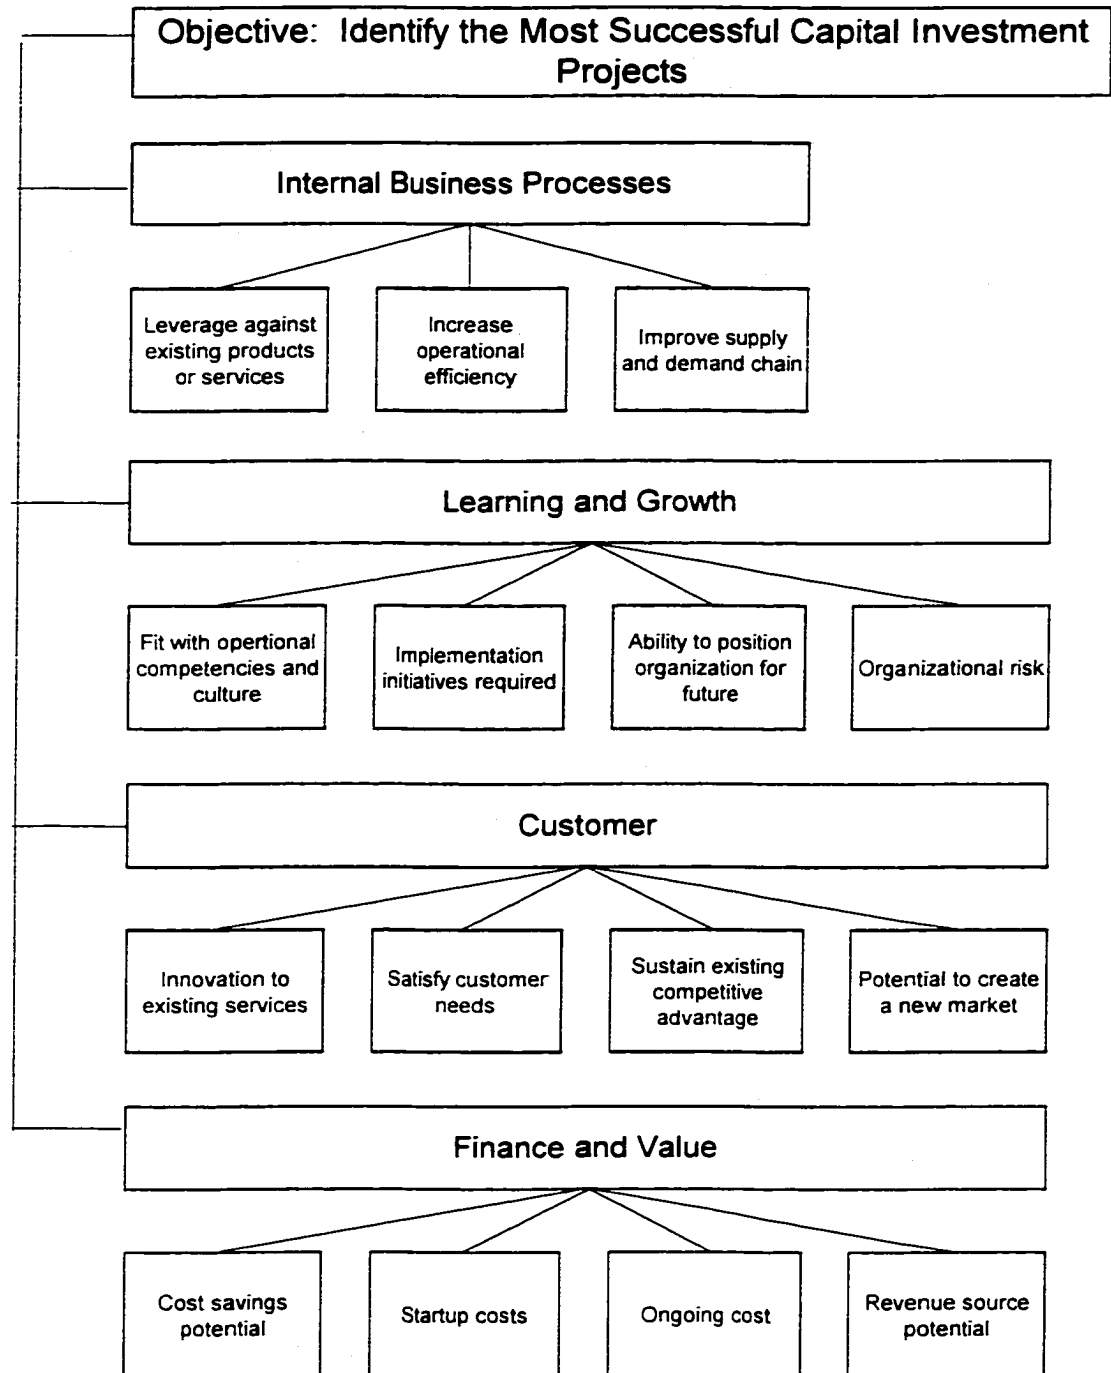 Objective: Identify the Most Successful Capital Investment
Projects
Internal Business Processes
Leverage against
existing products
or services
Increase
operational
efficiency
Improve supply
and demand chain
Learning and Growth
Fit with opertional
competencies and
culture
Implementation
initiatives required
Ability to position
organization for
future
Organizational risk
Customer
Innovation to
existing services
Satisfy customer
needs
Sustain existing
competitive
advantage
Potential to create
a new market
Finance and Value
Cost savings
potential
Startup costs
Ongoing cost
Revenue source
potential